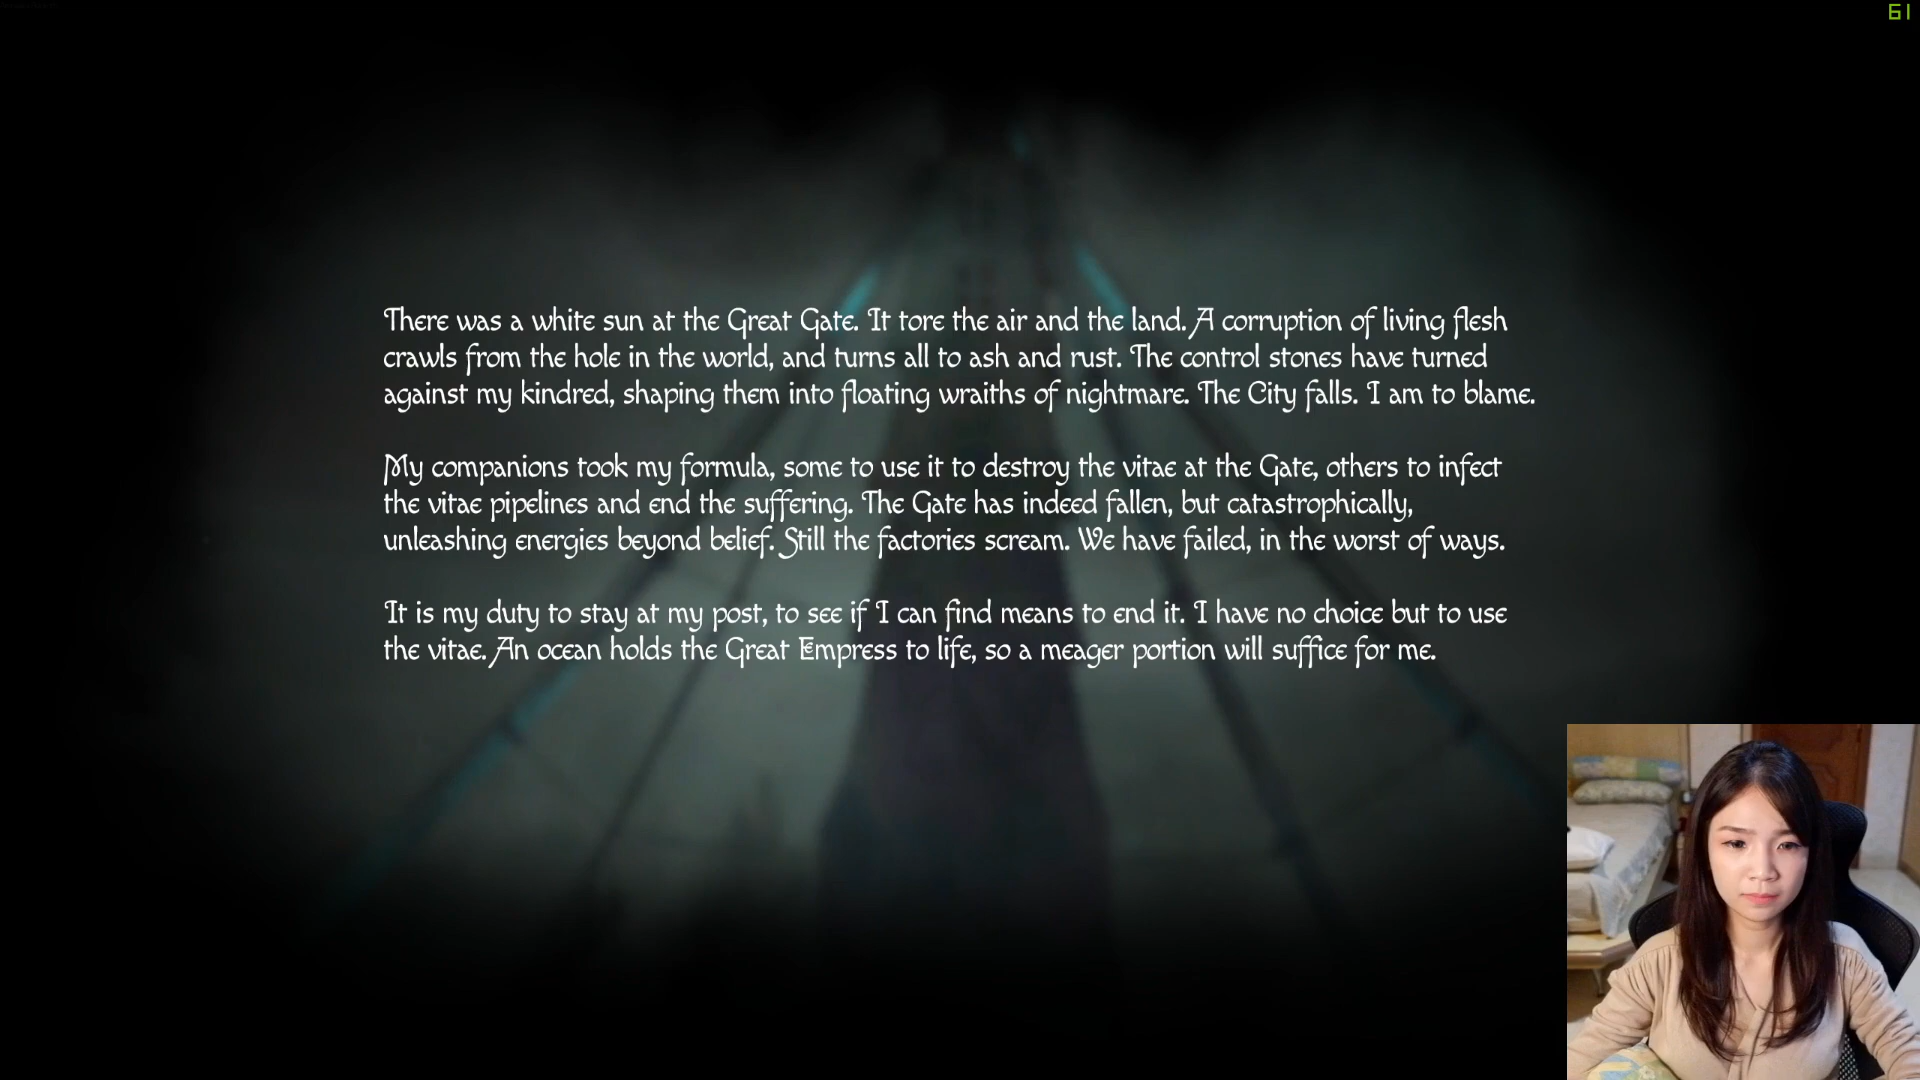 61
There was a white sun at the Great Gate. It tore the air and the land. A corruption of living flesh
crawls from the hole in the world, and turns all to ash and rust. The control stones have turned
against my kindred, shaping them into floating wraiths of nightmare. The City falls. I am to blame.
My companions took my formula, some to use it to destroy the vitae at the Gate, others to infect
the vitae pipelines and end the suffering. The Gate has indeed fallen, but catastrophically,
unleashing energies beyond belief. Still the factories scream. We have failed, in the worst of ways.
It is my duty to stay at my post, to see if I can find means to end it. I have no choice but to use
the vitae. An ocean holds the Great Empress to life, so a meager portion will suffice for me.